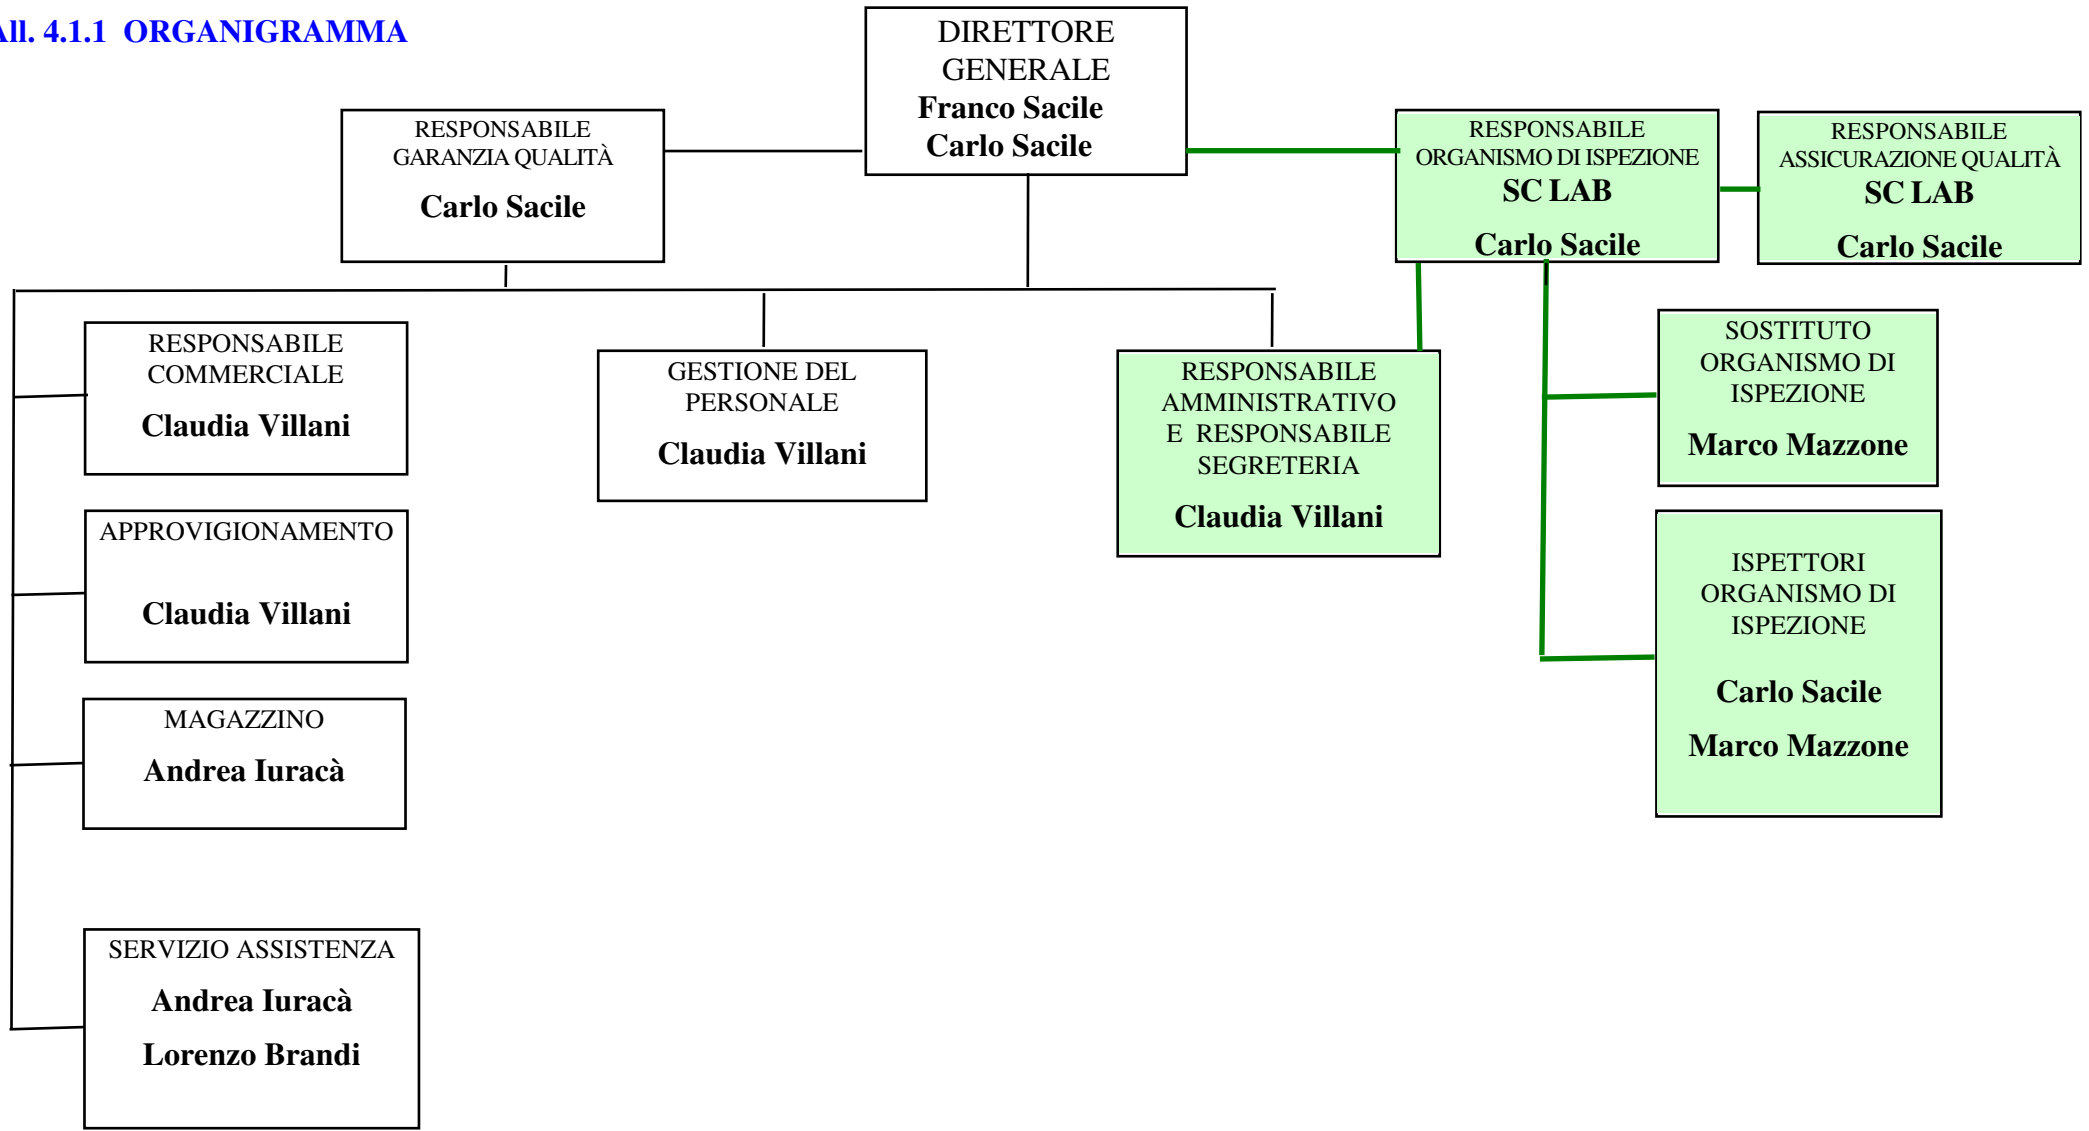 All. 4.1.1 ORGANIGRAMMA
DIRETTORE
GENERALE
Franco Sacile
Carlo Sacile
RESPONSABILE
GARANZIA QUALITÀ
Carlo Sacile
RESPONSABILE
ORGANISMO DI ISPEZIONE
SC LAB
Carlo Sacile
RESPONSABILE
ASSICURAZIONE QUALITÀ
SC LAB
Carlo Sacile
RESPONSABILE
COMMERCIALE
Claudia Villani
GESTIONE DEL
PERSONALE
Claudia Villani
RESPONSABILE
AMMINISTRATIVO
E RESPONSABILE
SEGRETERIA
Claudia Villani
SOSTITUTO
ORGANISMO DI
ISPEZIONE
Marco Mazzone
APPROVIGIONAMENTO
Claudia Villani
ISPETTORI
ORGANISMO DI
ISPEZIONE
Carlo Sacile
Marco Mazzone
MAGAZZINO
Andrea Iuracà
SERVIZIO ASSISTENZA
Andrea Iuracà
Lorenzo Brandi